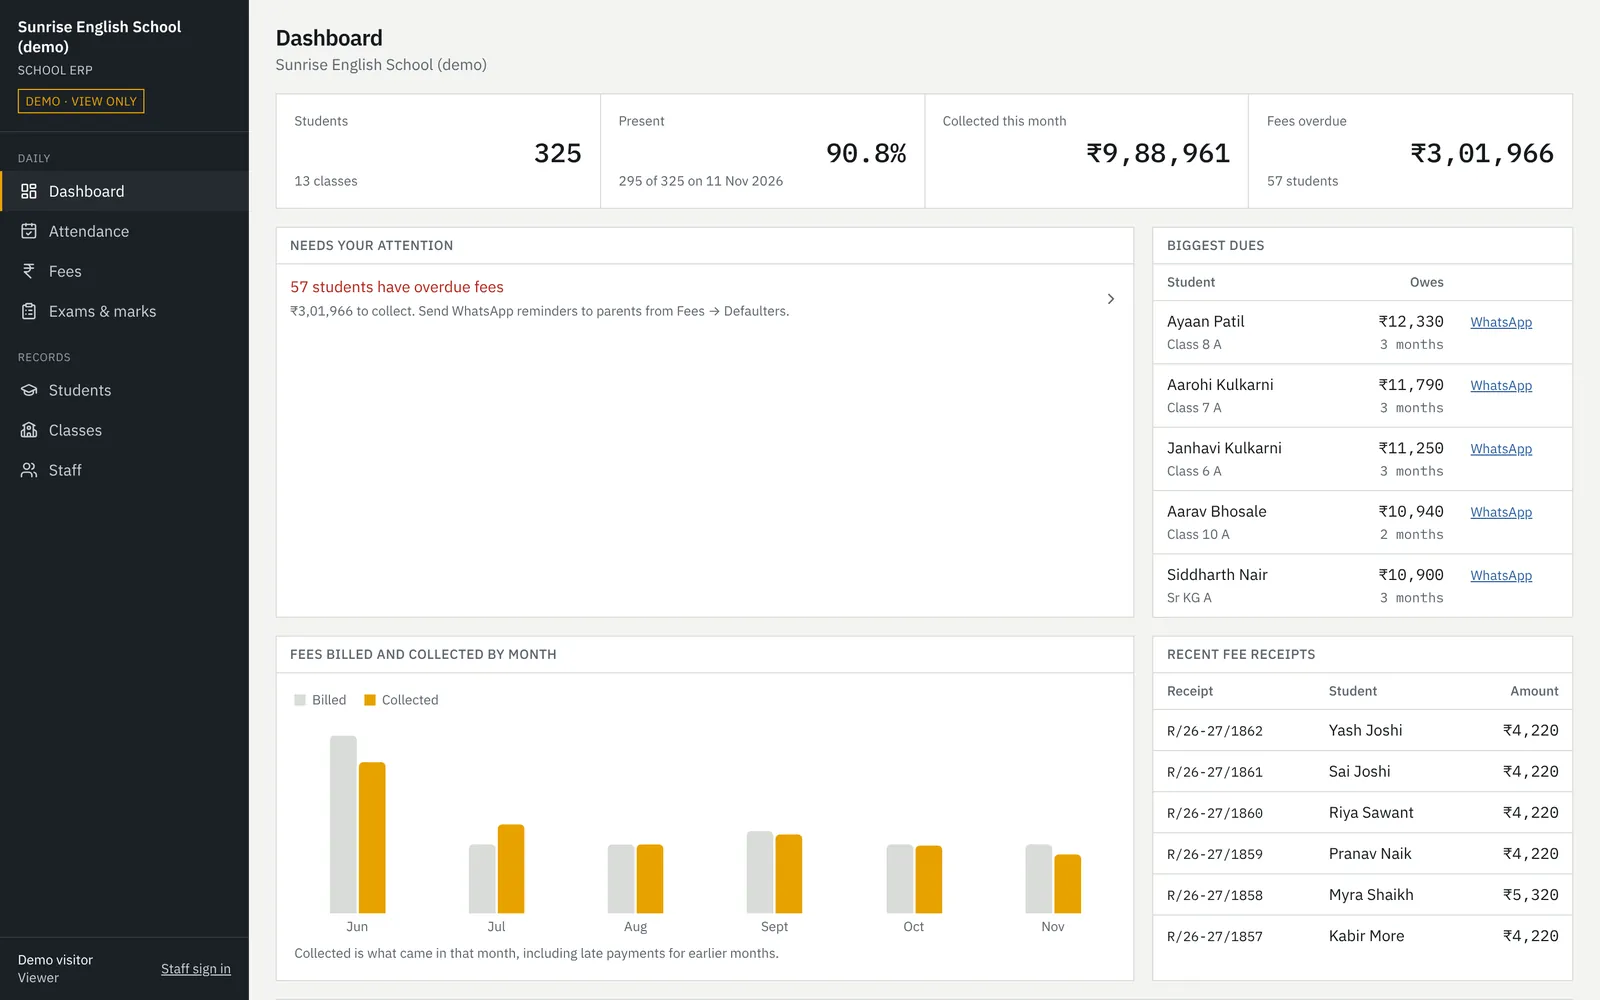 Sunrise English School
(demo)
SCHOOL ERP
DEMO · VIEW ONLY
DAILY
Dashboard
Attendance
Fees
Exams & marks
RECORDS
Students
Classes
Staff
Demo visitor
Viewer
Staff sign in
Dashboard
Sunrise English School (demo)
Students
325
13 classes
Present
90.8%
295 of 325 on 11 Nov 2026
Collected this month
₹9,88,961
Fees overdue
₹3,01,966
57 students
NEEDS YOUR ATTENTION
57 students have overdue fees
₹3,01,966 to collect. Send WhatsApp reminders to parents from Fees → Defaulters.
BIGGEST DUES
Student Owes
Ayaan Patil ₹12,330 WhatsApp
Class 8 A 3 months
Aarohi Kulkarni ₹11,790 WhatsApp
Class 7 A 3 months
Janhavi Kulkarni ₹11,250 WhatsApp
Class 6 A 3 months
Aarav Bhosale ₹10,940 WhatsApp
Class 10 A 2 months
Siddharth Nair ₹10,900 WhatsApp
Sr KG A 3 months
FEES BILLED AND COLLECTED BY MONTH
Billed Collected
Jun Jul Aug Sept Oct Nov
Collected is what came in that month, including late payments for earlier months.
RECENT FEE RECEIPTS
Receipt Student Amount
R/26-27/1862 Yash Joshi ₹4,220
R/26-27/1861 Sai Joshi ₹4,220
R/26-27/1860 Riya Sawant ₹4,220
R/26-27/1859 Pranav Naik ₹4,220
R/26-27/1858 Myra Shaikh ₹5,320
R/26-27/1857 Kabir More ₹4,220